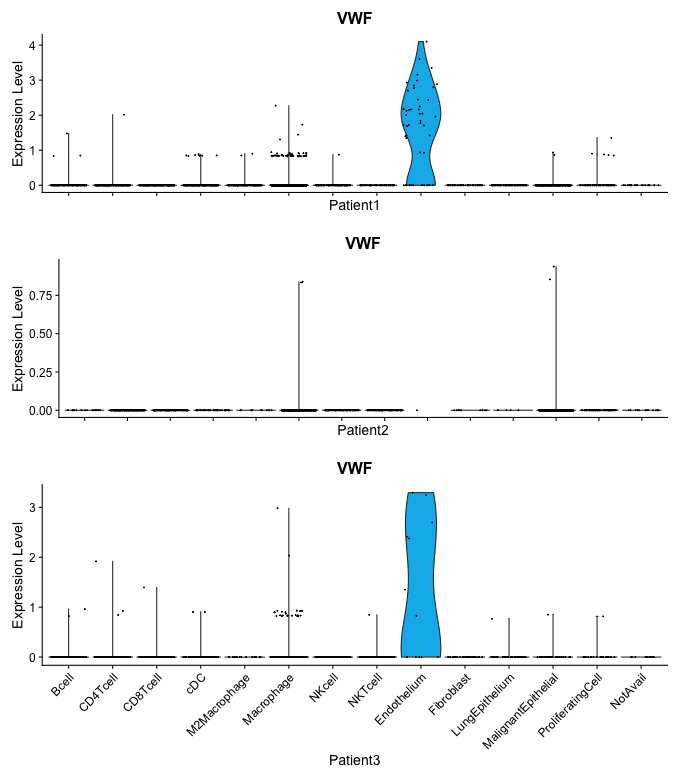 VWF
Expression Level
4
3
2
1
0
Patient1
VWF
Expression Level
0.75
0.50
0.25
0.00
Patient2
VWF
Expression Level
3
2
1
0
Bcell
CD4Tcell
CD8Tcell
cDC
M2Macrophage
Macrophage
NKcell
NKTcell
Endothelium
Fibroblast
LungEpithelium
MalignantEpithelial
ProliferatingCell
NotAvail
Patient3